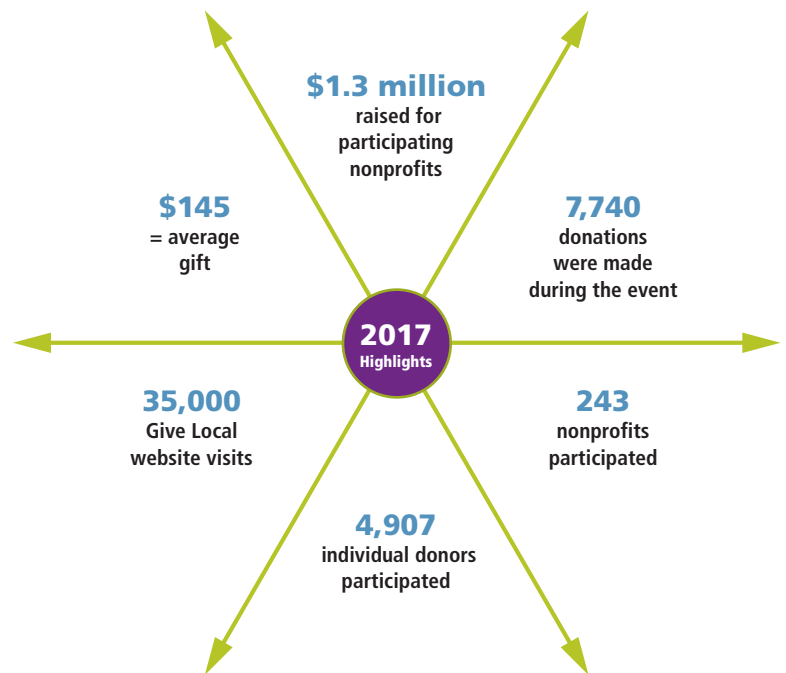 $1.3 million
raised for
participating
nonprofits
7,740
donations
were made
during the event
243
nonprofits
participated
4,907
individual donors
participated
35,000
Give Local
website visits
$145
= average
gift
2017
Highlights